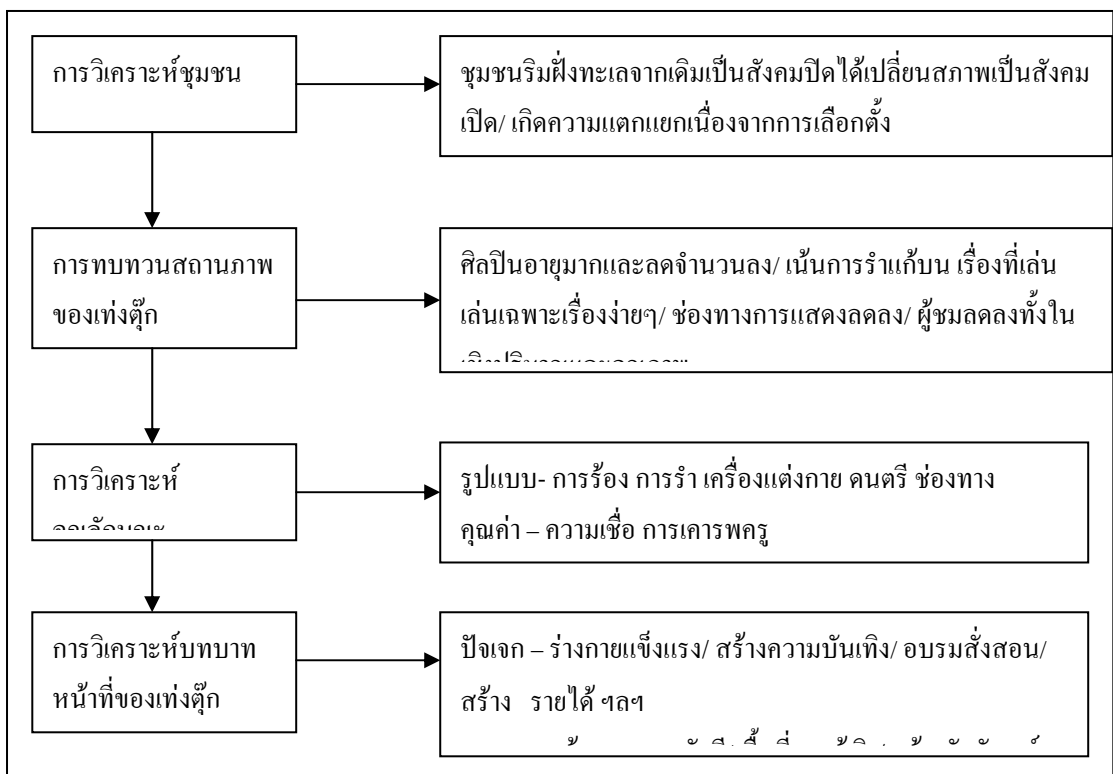 การวิเคราะห์ชุมชน
ชุมชนริมฝั่งทะเลจากเดิมเป็นสังคมปิดได้เปลี่ยนสภาพเป็นสังคม
เปิด/ เกิดความแตกแยกเนื่องจากการเลือกตั้ง
การทบทวนสถานภาพ
ของเท่งตุ๊ก
ศิลปินอายุมากและลดจำนวนลง/ เน้นการรำแก้บน เรื่องที่เล่น
เล่นเฉพาะเรื่องง่ายๆ/ ช่องทางการแสดงลดลง/ ผู้ชมลดลงทั้งใน
การวิเคราะห์
รูปแบบ- การร้อง การรำ เครื่องแต่งกาย ดนตรี ช่องทาง
คุณค่า – ความเชื่อ การเคารพครู
การวิเคราะห์บทบาท
หน้าที่ของเท่งตุ๊ก
ปัจเจก – ร่างกายแข็งแรง/ สร้างความบันเทิง/ อบรมสั่งสอน/
สร้าง รายได้ ฯลฯ